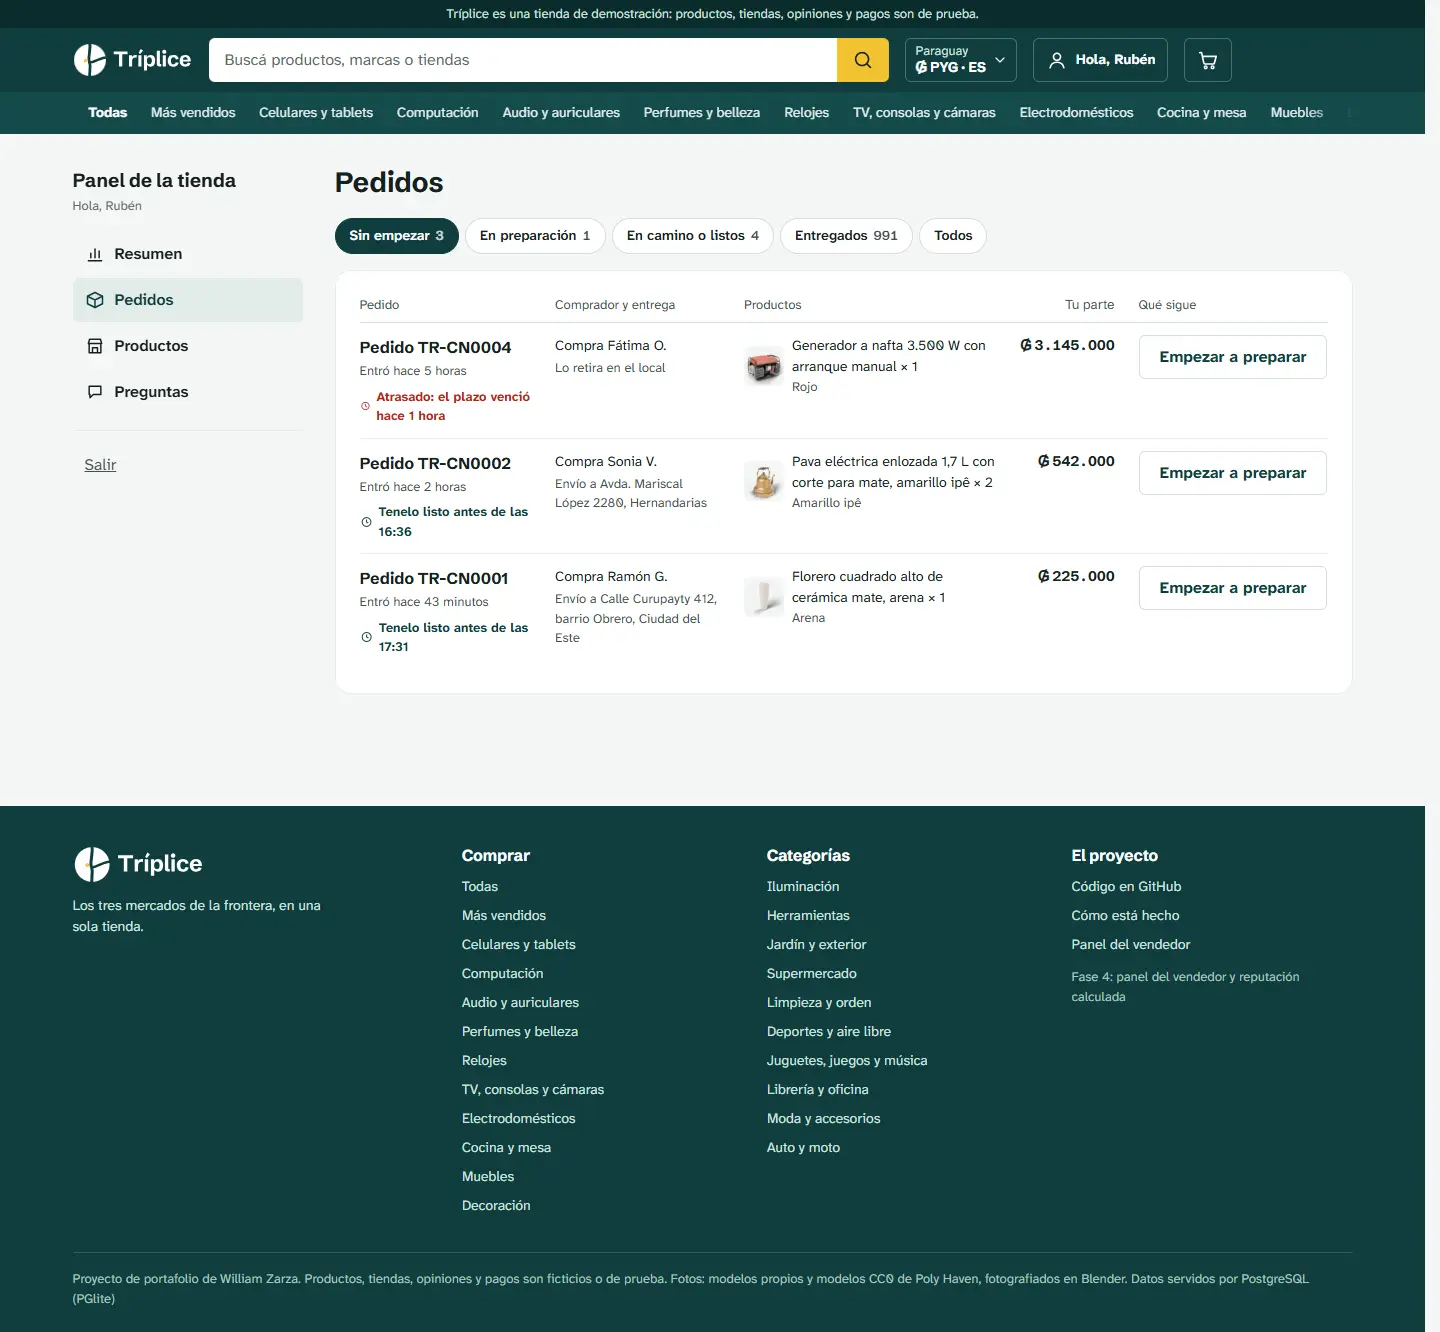 Tríplice es una tienda de demostración: productos, tiendas, opiniones y pagos son de prueba.
Tríplice
Buscá productos, marcas o tiendas
Paraguay
₲ PYG · ES
Hola, Rubén
Todas
Más vendidos
Celulares y tablets
Computación
Audio y auriculares
Perfumes y belleza
Relojes
TV, consolas y cámaras
Electrodomésticos
Cocina y mesa
Muebles
Panel de la tienda
Hola, Rubén
Resumen
Pedidos
Productos
Preguntas
Salir
Pedidos
Sin empezar 3
En preparación 1
En camino o listos 4
Entregados 991
Todos
Pedido
Comprador y entrega
Productos
Tu parte
Qué sigue
Pedido TR-CN0004
Entró hace 5 horas
Atrasado: el plazo venció
hace 1 hora
Compra Fátima O.
Lo retira en el local
Generador a nafta 3.500 W con
arranque manual × 1
Rojo
₲ 3.145.000
Empezar a preparar
Pedido TR-CN0002
Entró hace 2 horas
Tenelo listo antes de las
16:36
Compra Sonia V.
Envío a Avda. Mariscal
López 2280, Hernandarias
Pava eléctrica enlozada 1,7 L con
corte para mate, amarillo ipê × 2
Amarillo ipê
₲ 542.000
Empezar a preparar
Pedido TR-CN0001
Entró hace 43 minutos
Tenelo listo antes de las
17:31
Compra Ramón G.
Envío a Calle Curupayty 412,
barrio Obrero, Ciudad del
Este
Florero cuadrado alto de
cerámica mate, arena × 1
Arena
₲ 225.000
Empezar a preparar
Tríplice
Los tres mercados de la frontera, en una
sola tienda.
Comprar
Todas
Más vendidos
Celulares y tablets
Computación
Audio y auriculares
Perfumes y belleza
Relojes
TV, consolas y cámaras
Electrodomésticos
Cocina y mesa
Muebles
Decoración
Categorías
Iluminación
Herramientas
Jardín y exterior
Supermercado
Limpieza y orden
Deportes y aire libre
Juguetes, juegos y música
Librería y oficina
Moda y accesorios
Auto y moto
El proyecto
Código en GitHub
Cómo está hecho
Panel del vendedor
Fase 4: panel del vendedor y reputación
calculada
Proyecto de portafolio de William Zarza. Productos, tiendas, opiniones y pagos son ficticios o de prueba. Fotos: modelos propios y modelos CC0 de Poly Haven, fotografiados en Blender. Datos servidos por PostgreSQL
(PGlite)